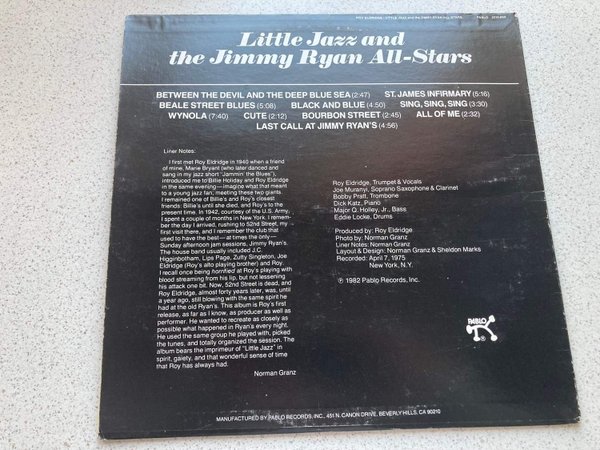 ROY ELDRIDGE - LITTLE JAZZ and the JIMMY RYAN ALL-STARS PABLO
Little Jazz and
the Jimmy Ryan All-Stars
BETWEEN THE DEVIL AND THE DEEP BLUE SEA (2:47) ST. JAMES INFIRMARY (5:16)
BEALE STREET BLUES (5:08) BLACK AND BLUE (4:50) SING, SING, SING (3:30)
WYNOLA (7:40) CUTE (2:12) BOURBON STREET (2:45) ALL OF ME (2:32)
LAST CALL AT JIMMY RYAN'S (4:56)
Liner Notes:
I first met Roy Eldridge in 1940 when a friend
of mine, Marie Bryant (who later danced and
sang in my jazz short "Jammin' the Blues"),
introduced me to Billie Holiday and Roy Eldridge
in the same evening—imagine what that meant
to a young jazz fan, meeting these two giants.
I remained one of Billie's and Roy's closest
friends: Billie's until she died, and Roy's to the
present time. In 1942, courtesy of the U.S. Army,
I spent a couple of months in New York. I remem-
ber the day I arrived, rushing to 52nd Street, my
first visit there, and I remember the club that
used to have the best—at times the only—
Sunday afternoon jam sessions, Jimmy Ryan's.
The house band usually included J.C.
Higginbotham, Lips Page, Zutty Singleton, Joe
Eldridge (Roy's alto playing brother) and Roy.
I recall once being horrified at Roy's playing with
blood streaming from his lip, but not lessening
his attack one bit. Now, 52nd Street is dead, and
Roy Eldridge, almost forty years later, was, until
a year ago, still blowing with the same spirit he
had at the old Ryan's. This album is Roy's first
release, as far as I know, as producer as well as
performer. He wanted to recreate as closely as
possible what happened in Ryan's every night.
He used the same group he played with, picked
the tunes, and totally organized the session. The
album bears the imprimeur of "Little Jazz" in
spirit, gaiety, and that wonderful sense of time
that Roy has always had.
Norman Granz
Roy Eldridge, Trumpet & Vocals
Joe Muranyi, Soprano Saxophone & Clarinet
Bobby Pratt, Trombone
Dick Katz, Piano
Major Q. Holley, Jr., Bass
Eddie Locke, Drums
Produced by: Roy Eldridge
Photo by: Norman Granz
Liner Notes: Norman Granz
Layout & Design: Norman Granz & Sheldon Marks
Recorded: April 7, 1975
New York, N.Y.
℗ 1982 Pablo Records, Inc.
PABLO
MANUFACTURED BY PABLO RECORDS, INC., 451 N. CANON DRIVE, BEVERLY HILLS, CA 90210